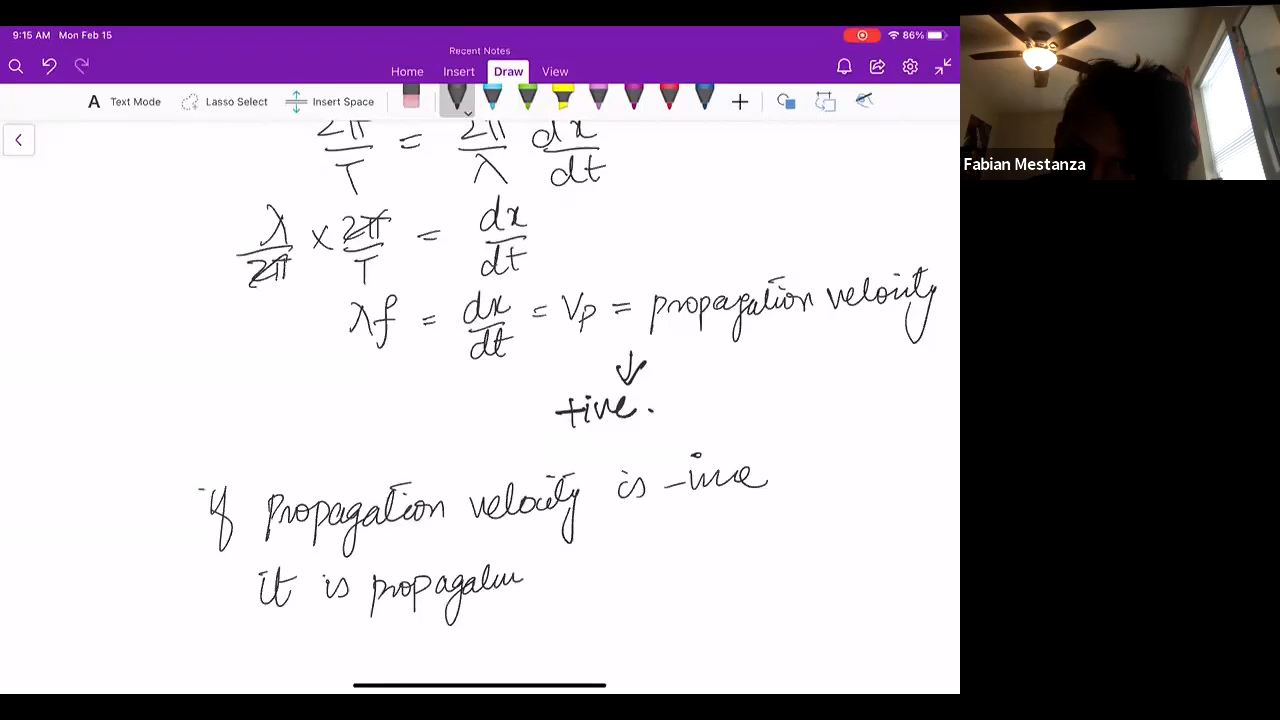 9:15 AM Mon Feb 15
86%
Recent Notes
Home Insert Draw View
A Text Mode Lasso Select Insert Space
2π/T = 2π/λ dx/dt
λ/2π × 2π/T = dx/dt
λf = dx/dt = Vp = propagation velocity
↓
+ive.
if propagation velocity is -ive
it is
Fabian Mestanza